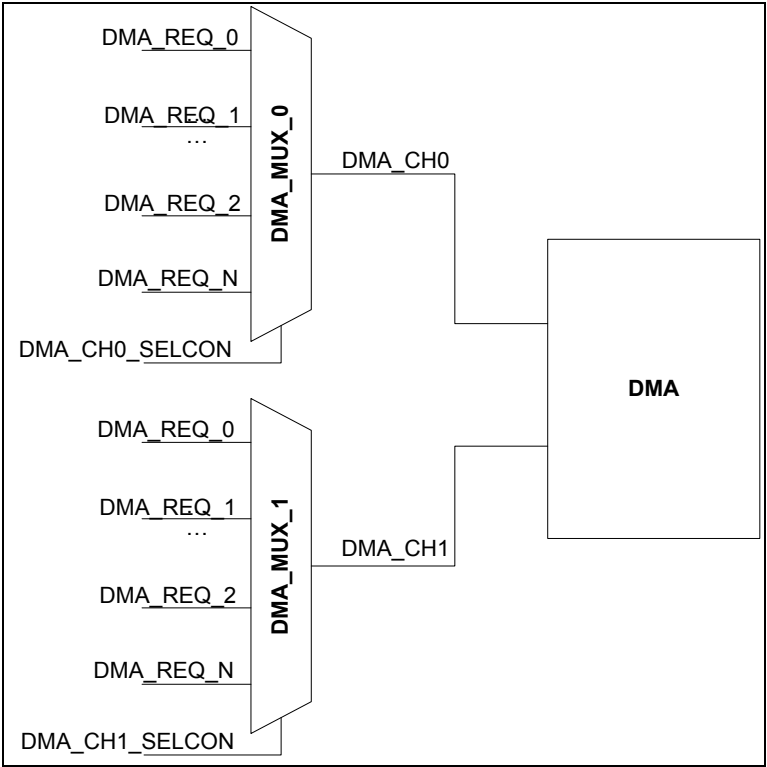 DMA_REQ_0
DMA_REQ_1
...
DMA_REQ_2
DMA_REQ_N
DMA_CH0_SELCON
DMA_MUX_0
DMA_CH0
DMA_REQ_0
DMA_REQ_1
...
DMA_REQ_2
DMA_REQ_N
DMA_CH1_SELCON
DMA_MUX_1
DMA_CH1
DMA